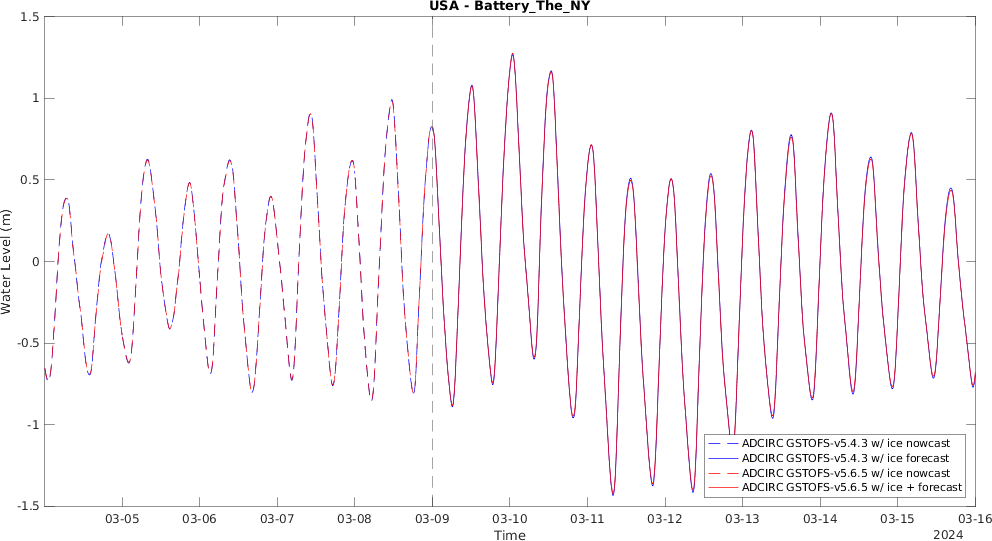 USA - Battery_The_NY
1.5
1
0.5
0
-0.5
-1
-1.5
Water Level (m)
ADCIRC GSTOFS-v5.4.3 w/ ice nowcast
ADCIRC GSTOFS-v5.4.3 w/ ice forecast
ADCIRC GSTOFS-v5.6.5 w/ ice nowcast
ADCIRC GSTOFS-v5.6.5 w/ ice + forecast
03-05 03-06 03-07 03-08 03-09 03-10 03-11 03-12 03-13 03-14 03-15 03-16
Time
2024